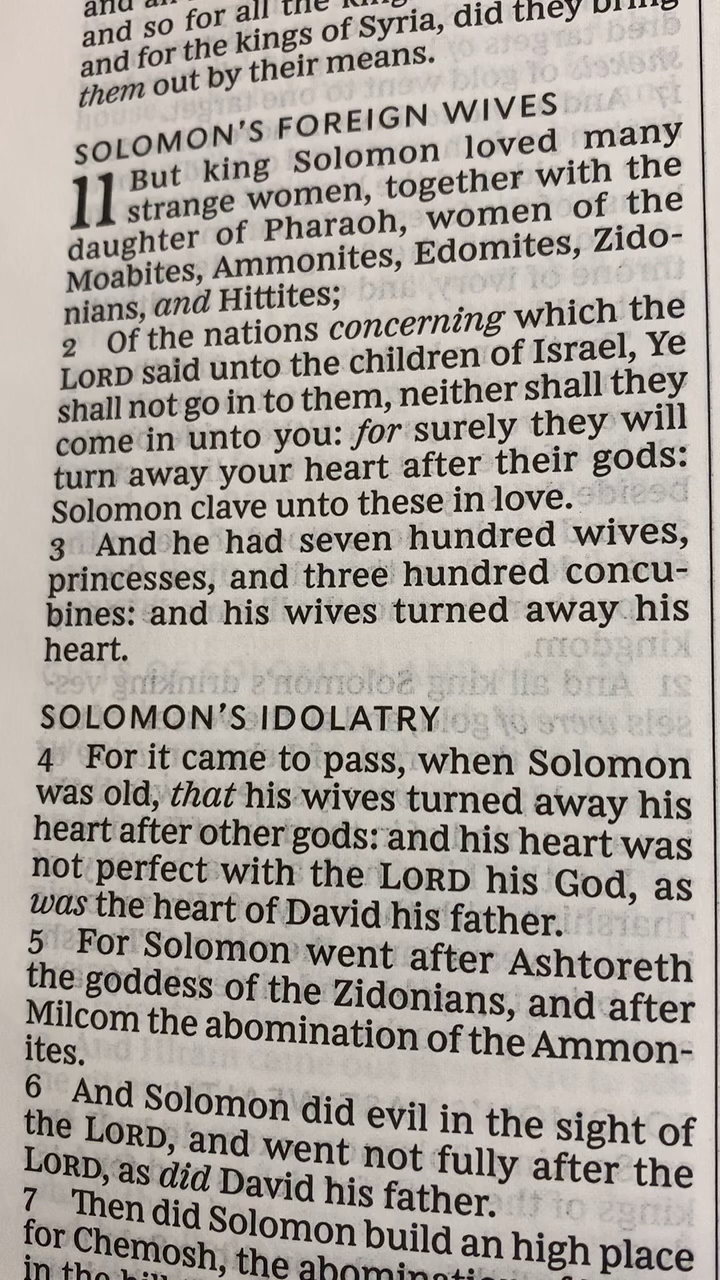 and so for all the
and for the kings of Syria, did they bring
them out by their means.
SOLOMON'S FOREIGN WIVES
11 But king Solomon loved many
strange women, together with the
daughter of Pharaoh, women of the
Moabites, Ammonites, Edomites, Zido-
nians, and Hittites;
2 Of the nations concerning which the
LORD said unto the children of Israel, Ye
shall not go in to them, neither shall they
come in unto you: for surely they will
turn away your heart after their gods:
Solomon clave unto these in love.
3 And he had seven hundred wives,
princesses, and three hundred concu-
bines: and his wives turned away his
heart.
SOLOMON'S IDOLATRY
4 For it came to pass, when Solomon
was old, that his wives turned away his
heart after other gods: and his heart was
not perfect with the LORD his God, as
was the heart of David his father.
5 For Solomon went after Ashtoreth
the goddess of the Zidonians, and after
Milcom the abomination of the Ammon-
ites.
6 And Solomon did evil in the sight of
the LORD, and went not fully after the
LORD, as did David his father.
7 Then did Solomon build an high place
for Chemosh, the
in the